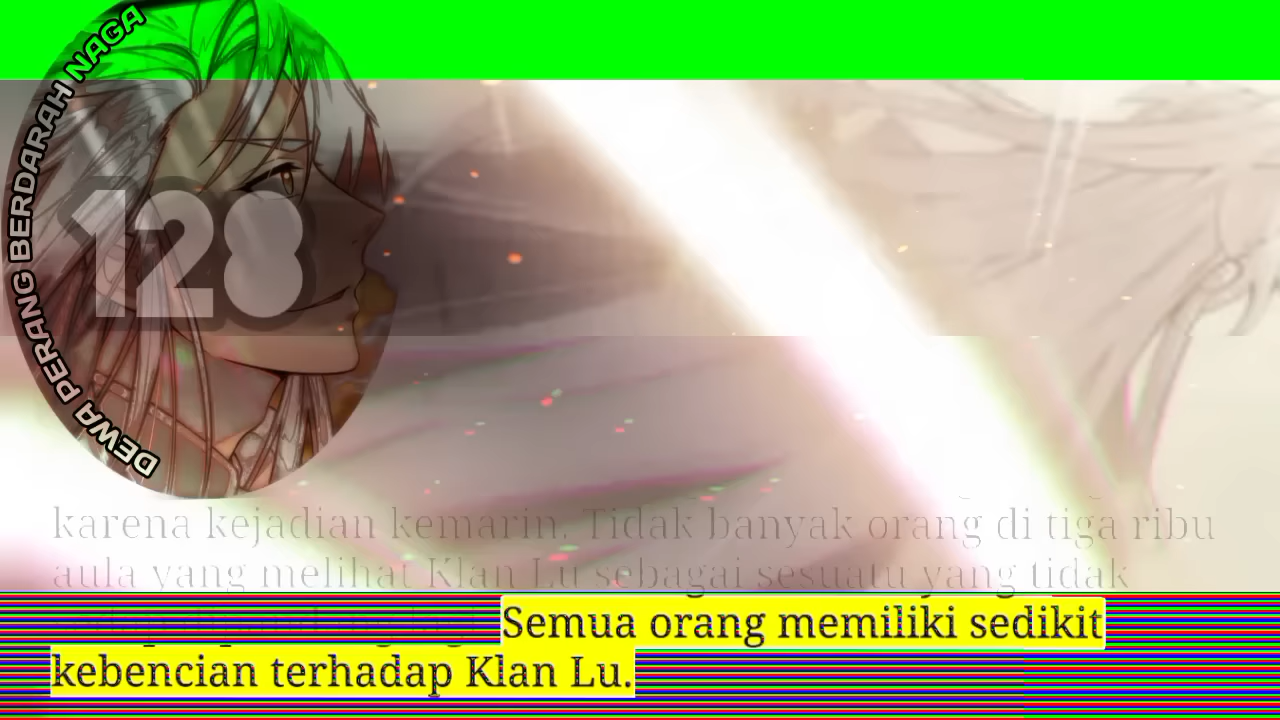 DEWA PERANG BERDARAH NAGA
128
karena kejadian kemarin. Tidak banyak orang di tiga ribu
aula yang melihat Klan Lu sebagai sesuatu yang tidak
Semua orang memiliki sedikit
kebencian terhadap Klan Lu.